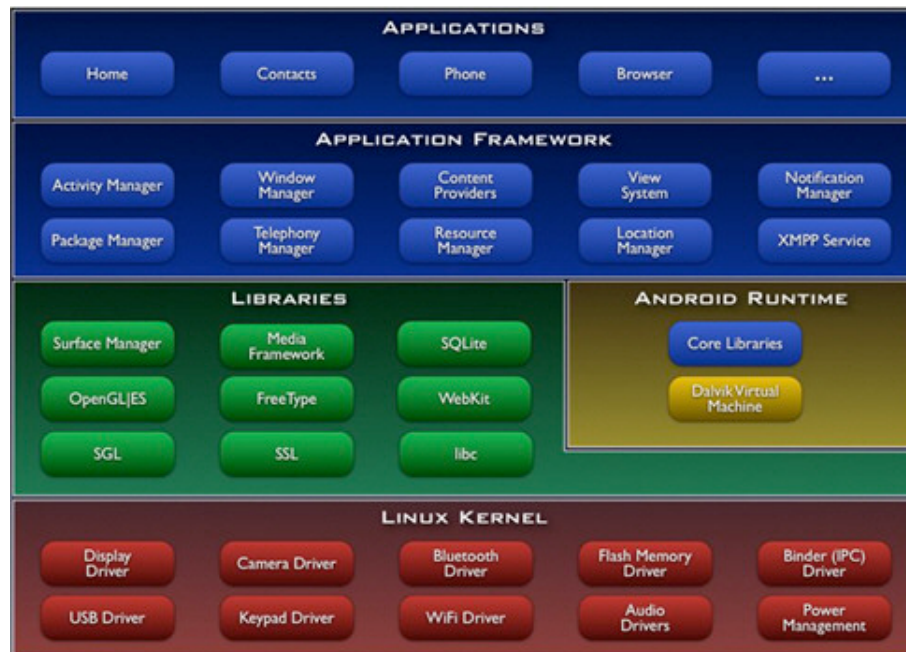 APPLICATIONS
Home
Contacts
Phone
Browser
...
APPLICATION FRAMEWORK
Activity Manager
Window
Manager
Content
Providers
View
System
Notification
Manager
Package Manager
Telephony
Manager
Resource
Manager
Location
Manager
XMPP Service
LIBRARIES
Surface Manager
Media
Framework
SQLite
OpenGL|ES
FreeType
WebKit
SGL
SSL
libc
ANDROID RUNTIME
Core Libraries
Dalvik Virtual
Machine
LINUX KERNEL
Display
Driver
Camera Driver
Bluetooth
Driver
Flash Memory
Driver
Binder (IPC)
Driver
USB Driver
Keypad Driver
WiFi Driver
Audio
Drivers
Power
Management